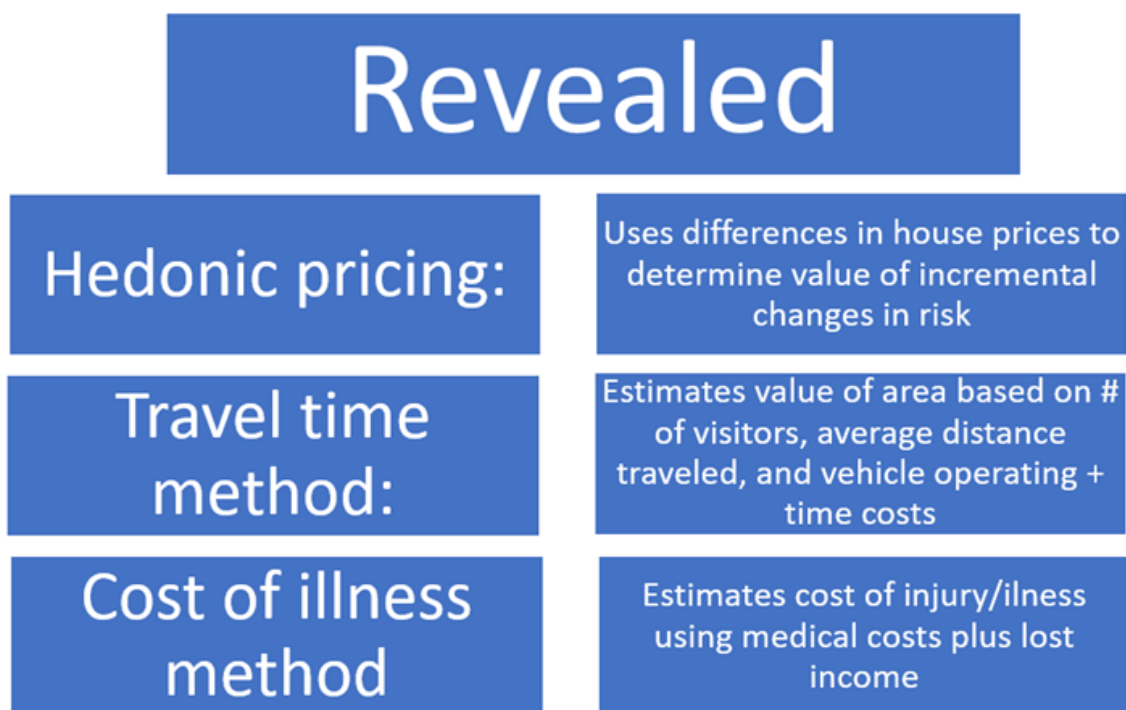 Revealed
Hedonic pricing:
Uses differences in house prices to
determine value of incremental
changes in risk
Travel time
method:
Estimates value of area based on #
of visitors, average distance
traveled, and vehicle operating +
time costs
Cost of illness
method
Estimates cost of injury/ilness
using medical costs plus lost
income